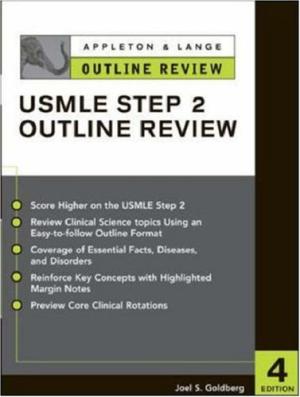 APPLETON & LANGE
OUTLINE REVIEW
USMLE STEP 2
OUTLINE REVIEW
Score Higher on the USMLE Step 2
Review Clinical Science topics Using an
Easy-to-follow Outline Format
Coverage of Essential Facts, Diseases,
and Disorders
Reinforce Key Concepts with Highlighted
Margin Notes
Preview Core Clinical Rotations
4
EDITION
Joel S. Goldberg